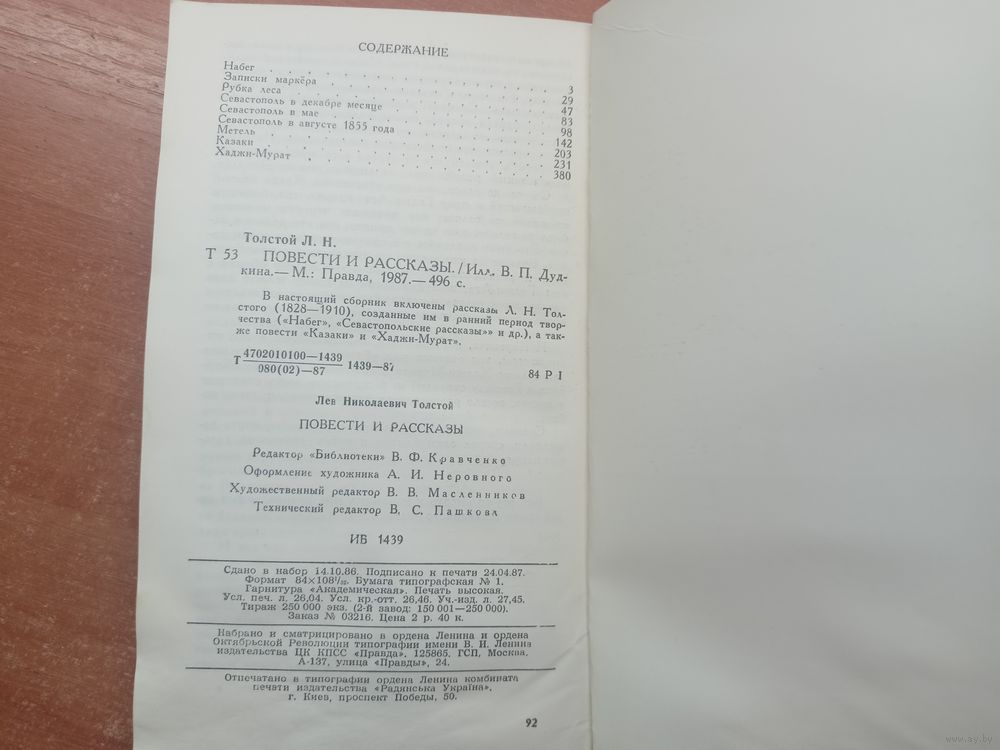 СОДЕРЖАНИЕ
Набег . . . . . . . . . . . . . . . 3
Записки маркёра . . . . . . . . . . . . 29
Рубка леса . . . . . . . . . . . . . . 47
Севастополь в декабре месяце . . . . . . . . 83
Севастополь в мае . . . . . . . . . . . 98
Севастополь в августе 1855 года . . . . . . . 142
Метель . . . . . . . . . . . . . . . 203
Казаки . . . . . . . . . . . . . . . 231
Хаджи-Мурат . . . . . . . . . . . . . 380
Толстой Л. Н.
Т 53 ПОВЕСТИ И РАССКАЗЫ. / Илл. В. П. Дуд-
кина.— М.: Правда, 1987.— 496 с.
В настоящий сборник включены рассказы Л. Н. Тол-
стого (1828—1910), созданные им в ранний период твор-
чества («Набег», «Севастопольские рассказы»» и др.), а так-
же повести «Казаки» и «Хаджи-Мурат».
Т 4702010100—1439 / 080(02)—87 1439—87
84 Р I
Лев Николаевич Толстой
ПОВЕСТИ И РАССКАЗЫ
Редактор «Библиотеки» В. Ф. Кравченко
Оформление художника А. И. Неровного
Художественный редактор В. В. Масленников
Технический редактор В. С. Пашкова
ИБ 1439
Сдано в набор 14.10.86. Подписано к печати 24.04.87.
Формат 84×108¹/₃₂. Бумага типографская № 1.
Гарнитура «Академическая». Печать высокая.
Усл. печ. л. 26,04. Усл. кр.-отт. 26,46. Уч.-изд. л. 27,45.
Тираж 250 000 экз. (2-й завод: 150 001—250 000).
Заказ № 03216. Цена 2 р. 40 к.
Набрано и сматрицировано в ордена Ленина и ордена
Октябрьской Революции типографии имени В. И. Ленина
издательства ЦК КПСС «Правда». 125865, ГСП, Москва,
А-137, улица «Правды», 24.
Отпечатано в типографии ордена Ленина комбината
печати издательства «Радянська Україна»,
г. Киев, проспект Победы, 50.
92
www.ay.by